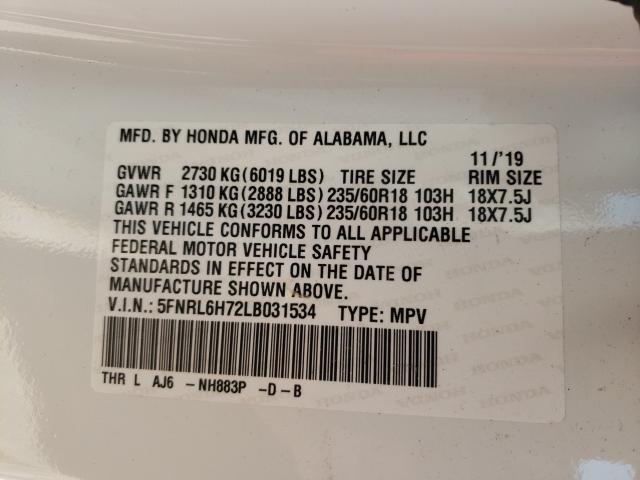 MFD. BY HONDA MFG. OF ALABAMA, LLC
11/'19
GVWR 2730 KG (6019 LBS) TIRE SIZE RIM SIZE
GAWR F 1310 KG (2888 LBS) 235/60R18 103H 18X7.5J
GAWR R 1465 KG (3230 LBS) 235/60R18 103H 18X7.5J
THIS VEHICLE CONFORMS TO ALL APPLICABLE
FEDERAL MOTOR VEHICLE SAFETY
STANDARDS IN EFFECT ON THE DATE OF
MANUFACTURE SHOWN ABOVE.
V.I.N.: 5FNRL6H72LB031534 TYPE: MPV
THR L AJ6 -NH883P -D-B